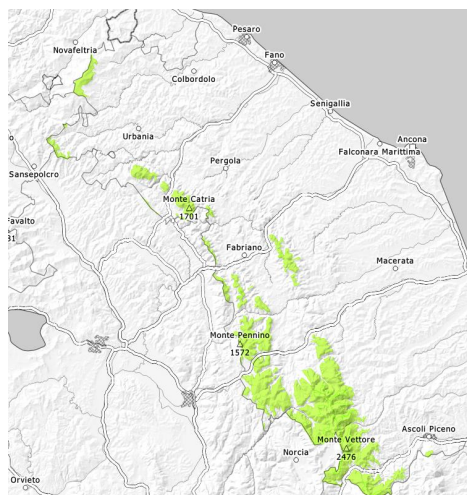 Pesaro
Novafeltria
Fano
Colbordolo
Senigallia
Urbania
Ancona
Falconara Marittima
Pergola
Sansepolcro
Monte Catria
1701
Favalto
Fabriano
Macerata
Monte Pennino
1572
Ascoli Piceno
Monte Vettore
Norcia
2476
Orvieto